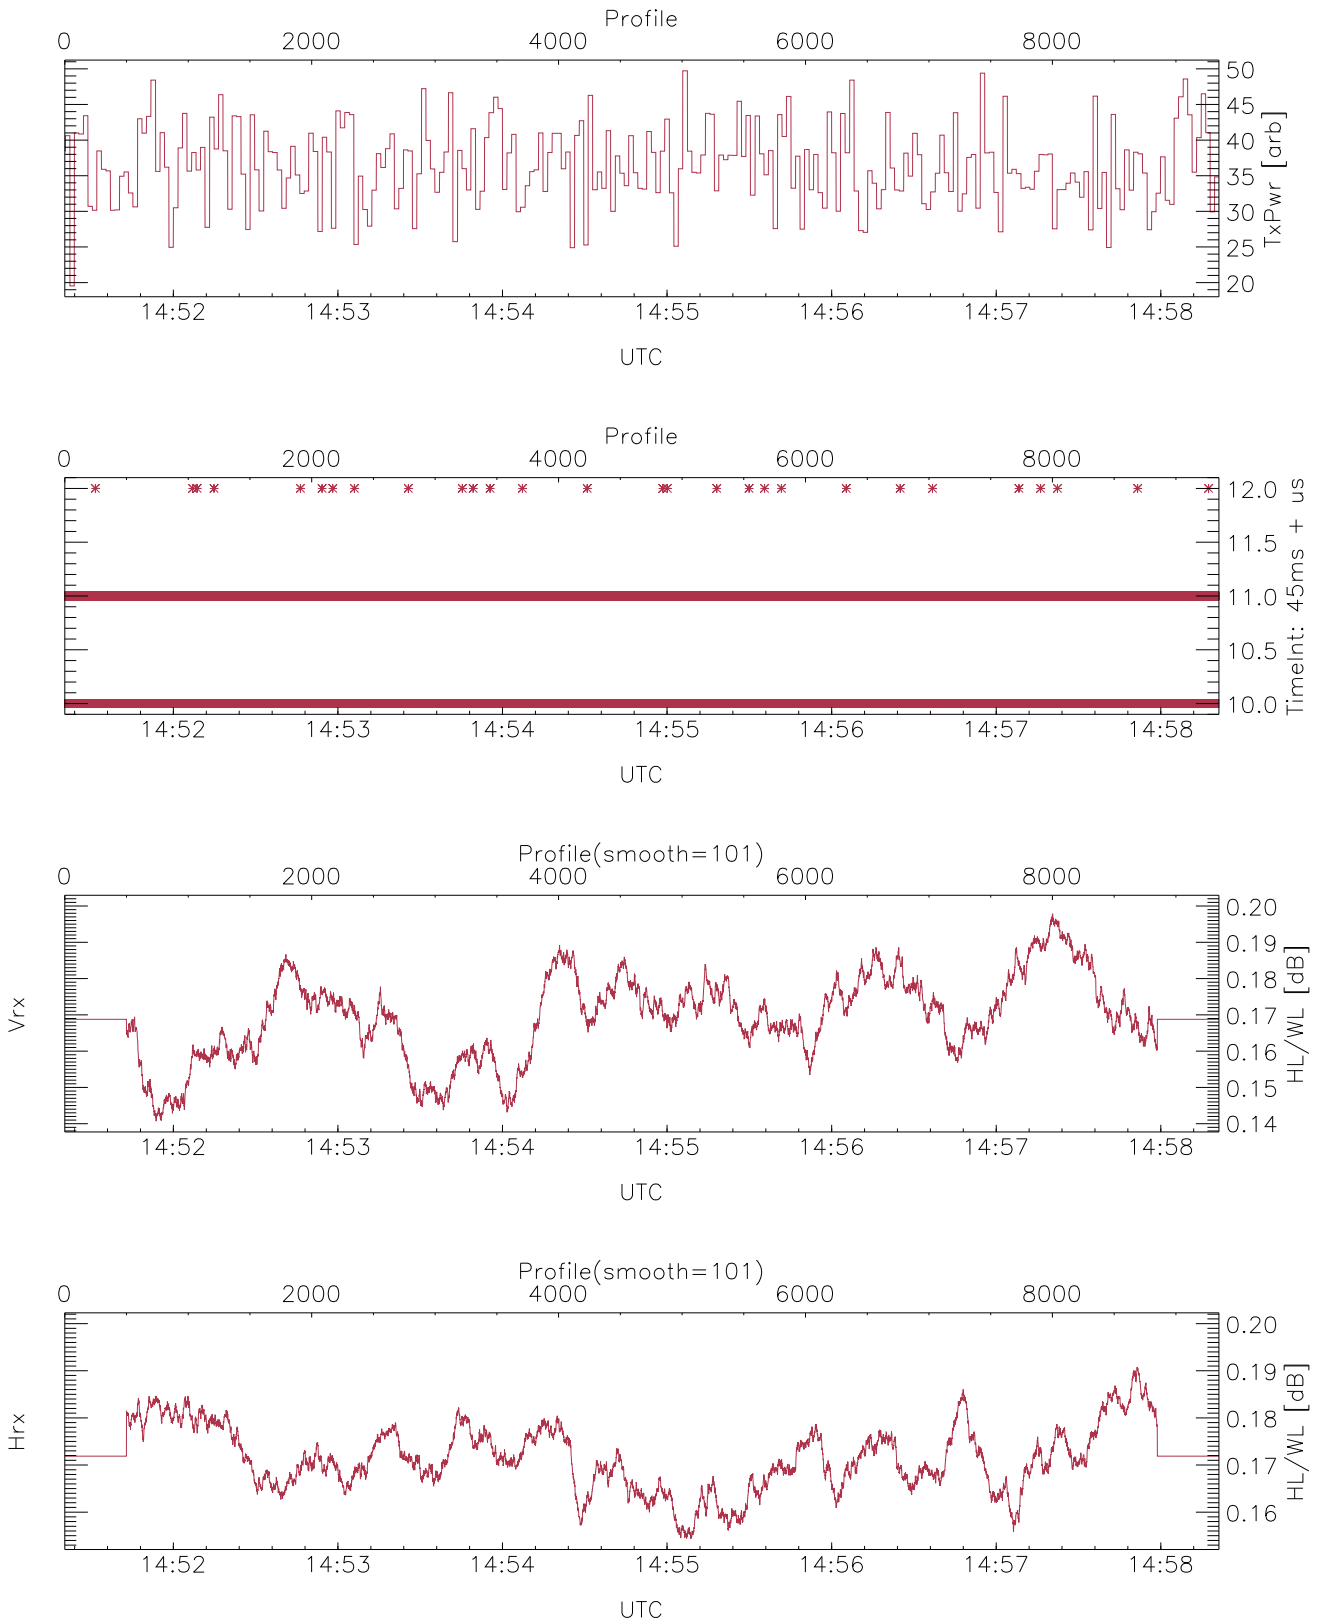 Profile
0 2000 4000 6000 8000
50
45
40
35
30
25
20
TxPwr [arb]
14:52 14:53 14:54 14:55 14:56 14:57 14:58
UTC
Profile
0 2000 4000 6000 8000
12.0
11.5
11.0
10.5
10.0
TimeInt: 45ms + us
14:52 14:53 14:54 14:55 14:56 14:57 14:58
UTC
Profile(smooth=101)
0 2000 4000 6000 8000
Vrx
0.20
0.19
0.18
0.17
0.16
0.15
0.14
HL/WL [dB]
14:52 14:53 14:54 14:55 14:56 14:57 14:58
UTC
Profile(smooth=101)
0 2000 4000 6000 8000
Hrx
0.20
0.19
0.18
0.17
0.16
HL/WL [dB]
14:52 14:53 14:54 14:55 14:56 14:57 14:58
UTC